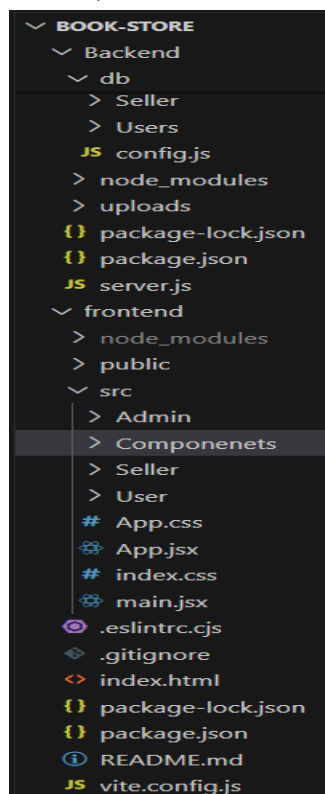 BOOK-STORE
Backend
db
Seller
Users
JS config.js
node_modules
uploads
{} package-lock.json
{} package.json
JS server.js
frontend
node_modules
public
src
Admin
Componenets
Seller
User
# App.css
App.jsx
# index.css
main.jsx
.eslintrc.cjs
.gitignore
<> index.html
{} package-lock.json
{} package.json
README.md
JS vite.config.js